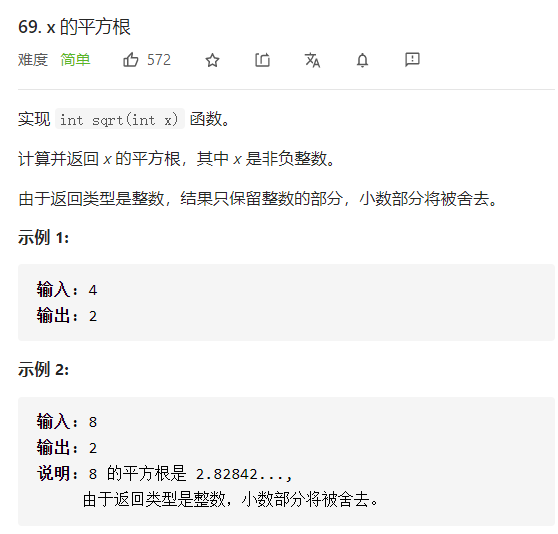 69. x 的平方根
难度 简单 572
实现 int sqrt(int x) 函数。
计算并返回 x 的平方根，其中 x 是非负整数。
由于返回类型是整数，结果只保留整数的部分，小数部分将被舍去。
示例 1:
输入: 4
输出: 2
示例 2:
输入: 8
输出: 2
说明: 8 的平方根是 2.82842...,
由于返回类型是整数，小数部分将被舍去。